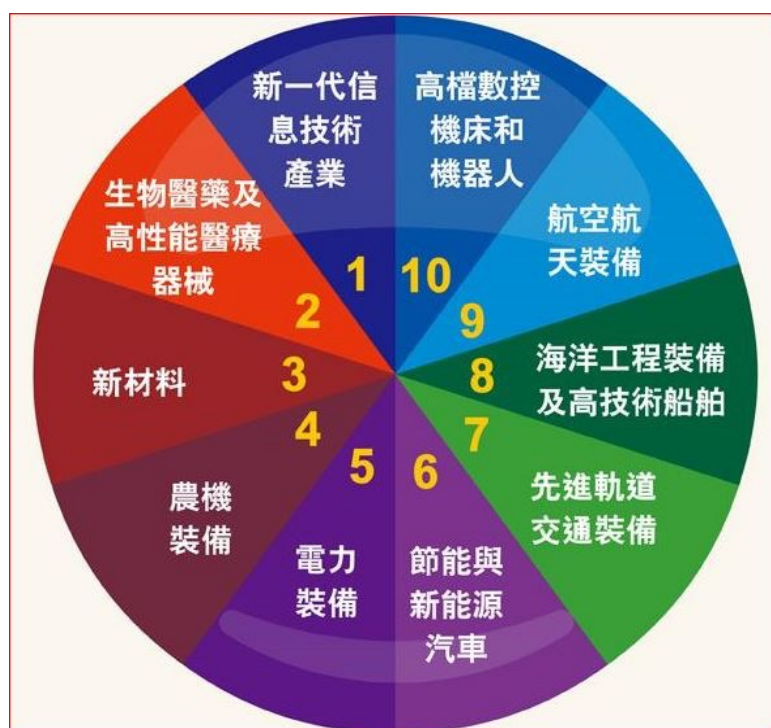 新一代信
息技術
產業
1
生物醫藥及
高性能醫療
器械
2
新材料
3
農機
裝備
4
電力
裝備
5
節能與
新能源
汽車
6
先進軌道
交通裝備
7
海洋工程裝備
及高技術船舶
8
航空航
天裝備
9
高檔數控
機床和
機器人
10